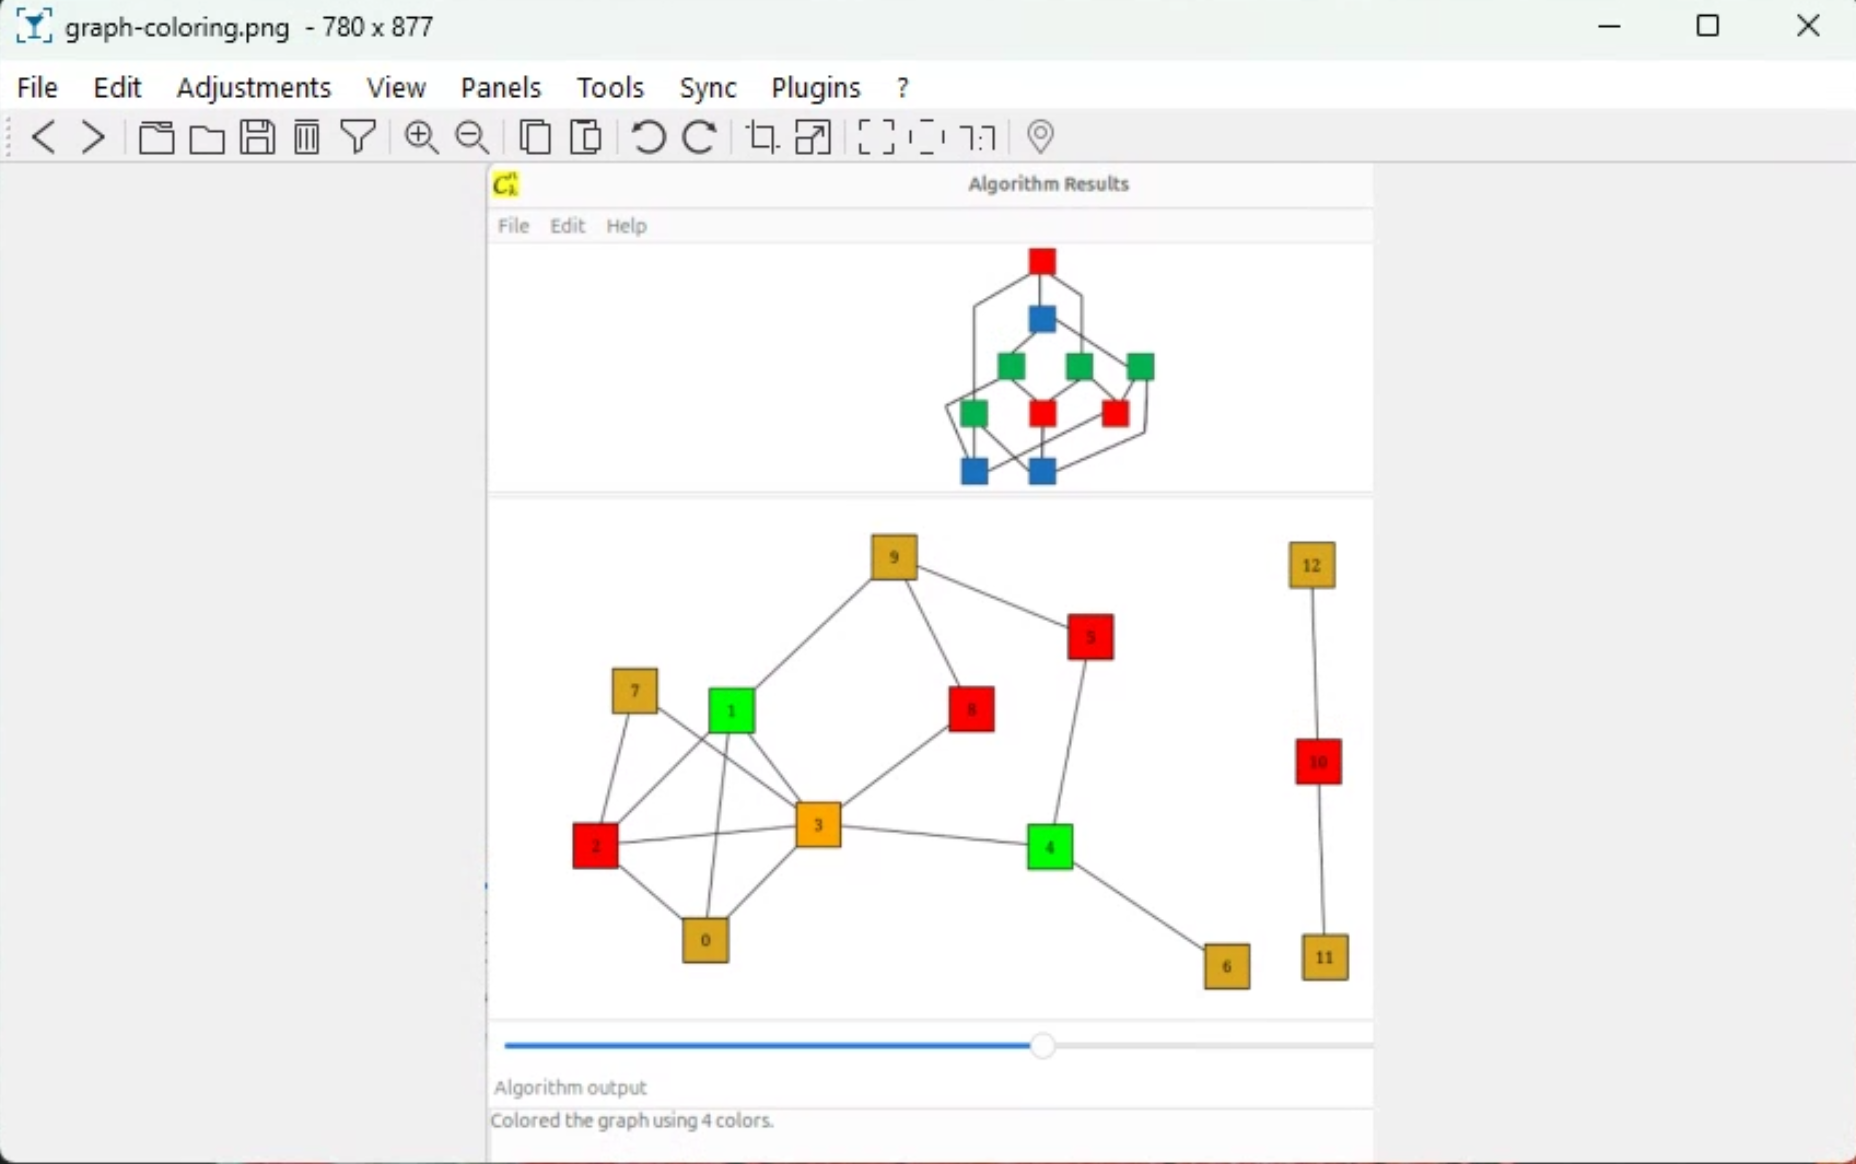 graph-coloring.png - 780 x 877
File Edit Adjustments View Panels Tools Sync Plugins ?
1:1
Algorithm Results
File Edit Help
9
12
5
7
1
8
10
3
2
4
0
6
11
Algorithm output
Colored the graph using 4 colors.